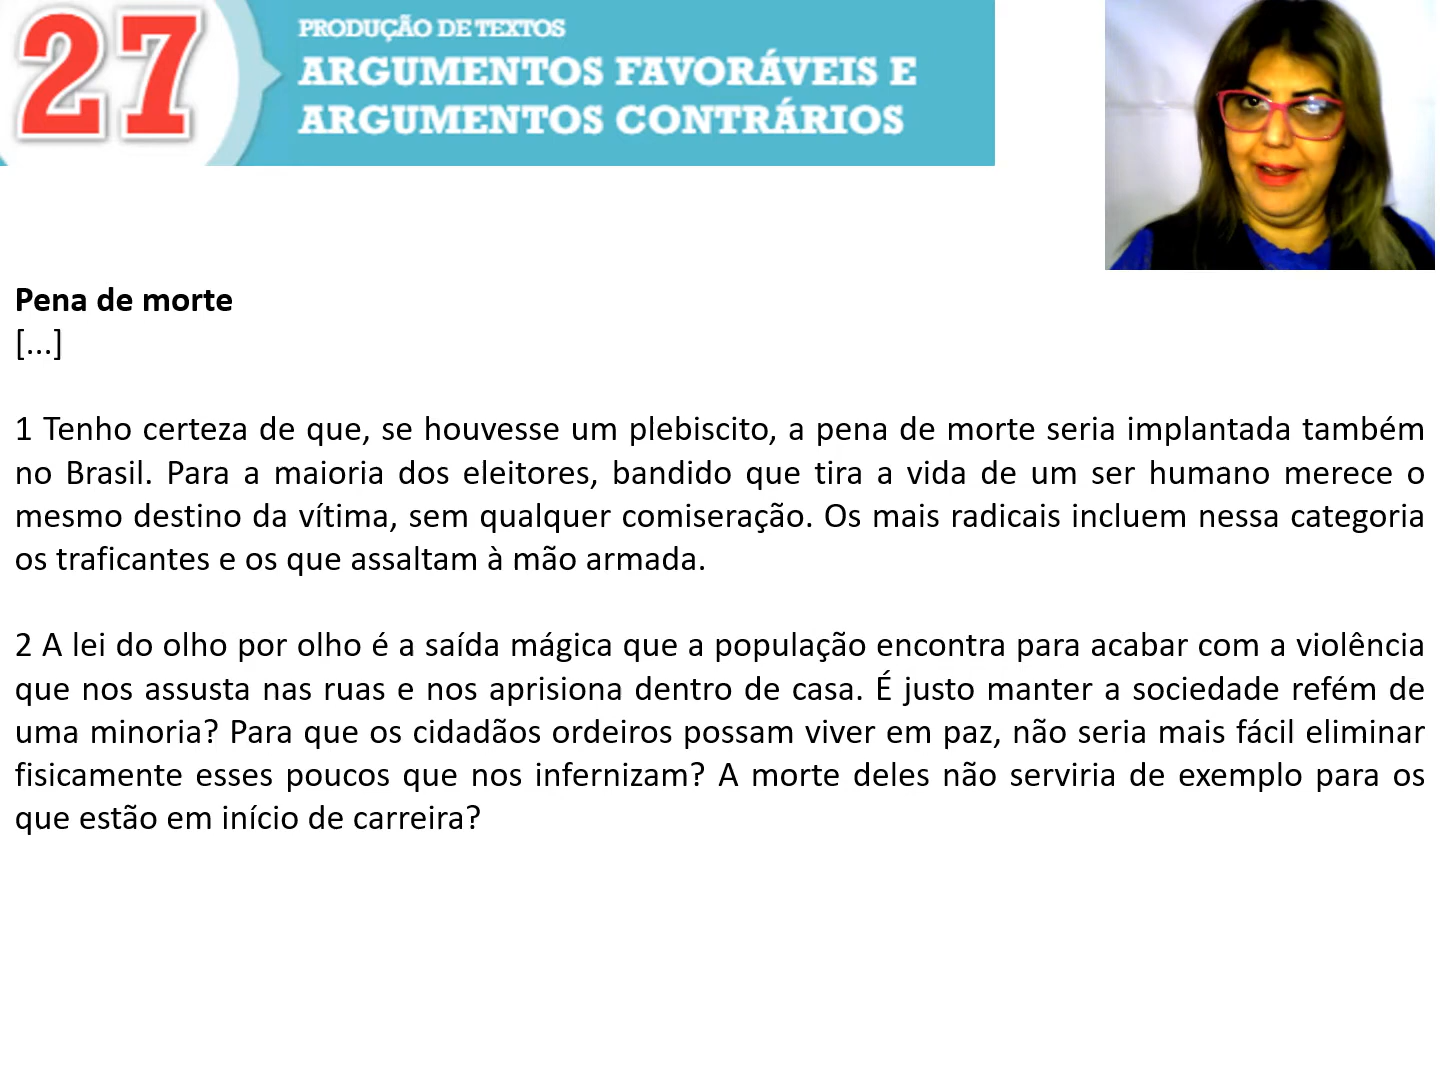 27
PRODUÇÃO DE TEXTOS
ARGUMENTOS FAVORÁVEIS E
ARGUMENTOS CONTRÁRIOS
Pena de morte
[...]
1 Tenho certeza de que, se houvesse um plebiscito, a pena de morte seria implantada também
no Brasil. Para a maioria dos eleitores, bandido que tira a vida de um ser humano merece o
mesmo destino da vítima, sem qualquer comiseração. Os mais radicais incluem nessa categoria
os traficantes e os que assaltam à mão armada.
2 A lei do olho por olho é a saída mágica que a população encontra para acabar com a violência
que nos assusta nas ruas e nos aprisiona dentro de casa. É justo manter a sociedade refém de
uma minoria? Para que os cidadãos ordeiros possam viver em paz, não seria mais fácil eliminar
fisicamente esses poucos que nos infernizam? A morte deles não serviria de exemplo para os
que estão em início de carreira?